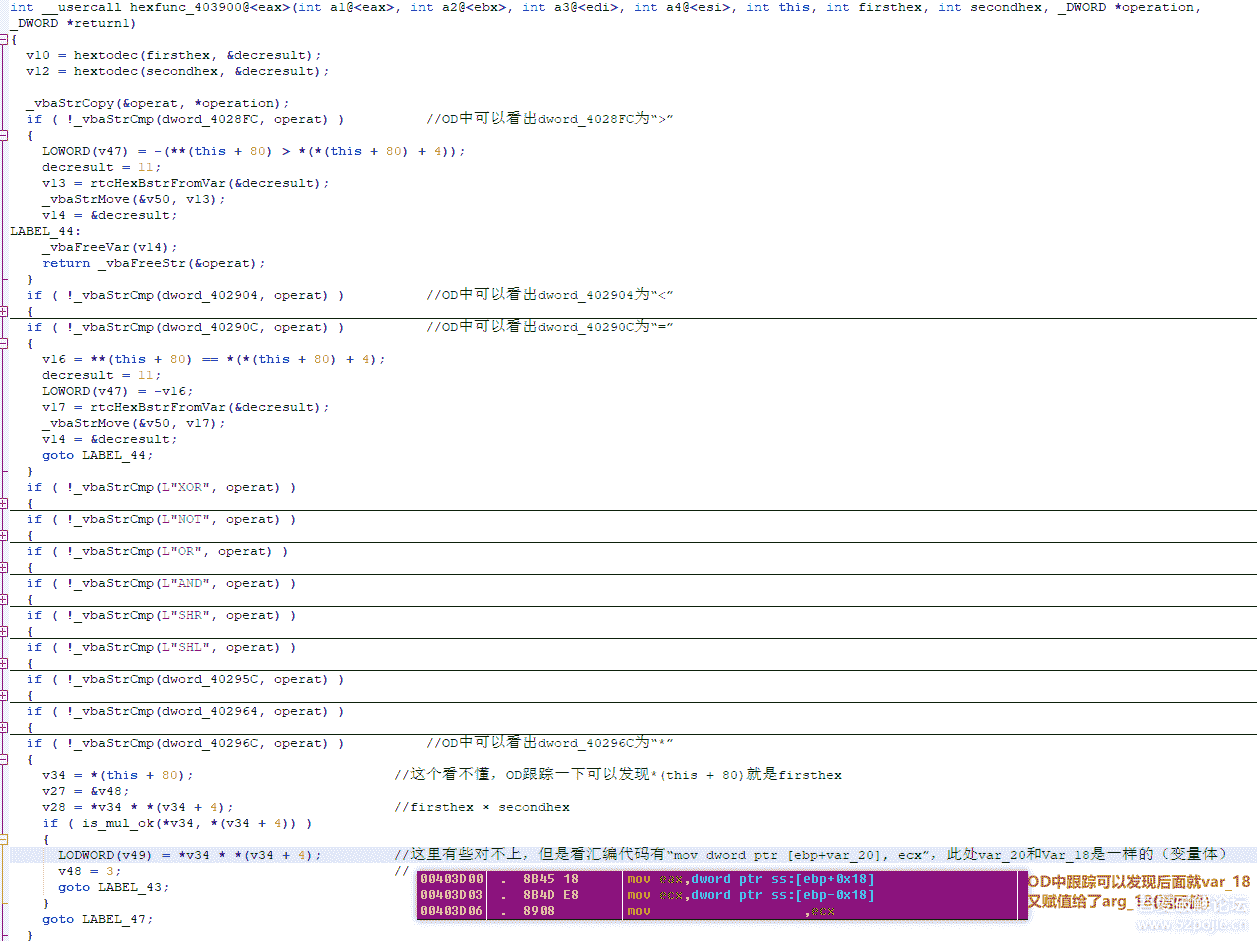 int __usercall hexfunc_403900@<eax>(int a1@<eax>, int a2@<ebx>, int a3@<edi>, int a4@<esi>, int this, int firsthex, int secondhex, _DWORD *operation,
_DWORD *return1)
{
v10 = hextodec(firsthex, &decresult);
v12 = hextodec(secondhex, &decresult);
_vbaStrCopy(&operat, *operation);
if ( !_vbaStrCmp(dword_4028FC, operat) ) //OD中可以看出dword_4028FC为“>”
{
LOWORD(v47) = -(**(this + 80) > *(*(this + 80) + 4));
decresult = 11;
v13 = rtcHexBstrFromVar(&decresult);
_vbaStrMove(&v50, v13);
v14 = &decresult;
LABEL_44:
_vbaFreeVar(v14);
return _vbaFreeStr(&operat);
}
if ( !_vbaStrCmp(dword_402904, operat) ) //OD中可以看出dword_402904为“<”
{
if ( !_vbaStrCmp(dword_40290C, operat) ) //OD中可以看出dword_40290C为“=”
{
v16 = **(this + 80) == *(*(this + 80) + 4);
decresult = 11;
LOWORD(v47) = -v16;
v17 = rtcHexBstrFromVar(&decresult);
_vbaStrMove(&v50, v17);
v14 = &decresult;
goto LABEL_44;
}
if ( !_vbaStrCmp(L"XOR", operat) )
{
if ( !_vbaStrCmp(L"NOT", operat) )
{
if ( !_vbaStrCmp(L"OR", operat) )
{
if ( !_vbaStrCmp(L"AND", operat) )
{
if ( !_vbaStrCmp(L"SHR", operat) )
{
if ( !_vbaStrCmp(L"SHL", operat) )
{
if ( !_vbaStrCmp(dword_40295C, operat) )
{
if ( !_vbaStrCmp(dword_402964, operat) )
{
if ( !_vbaStrCmp(dword_40296C, operat) ) //OD中可以看出dword_40296C为“*”
{
v34 = *(this + 80); //这个看不懂，OD跟踪一下可以发现*(this + 80)就是firsthex
v27 = &v48;
v28 = *v34 * *(v34 + 4); //firsthex × secondhex
if ( is_mul_ok(*v34, *(v34 + 4)) )
{
LODWORD(v49) = *v34 * *(v34 + 4); //这里有些对不上，但是看汇编代码有“mov dword ptr [ebp+var_20], ecx”，此处var_20和Var_18是一样的（变量体）
v48 = 3; //
goto LABEL_43;
}
goto LABEL_47;
}
00403D00 . 8B45 18 mov eax,dword ptr ss:[ebp+0x18]
00403D03 . 8B4D E8 mov ecx,dword ptr ss:[ebp-0x18]
00403D06 . 8908 mov ,ecx
OD中跟踪可以发现后面就var_18
又赋值给了arg_
www.52pojie.cn